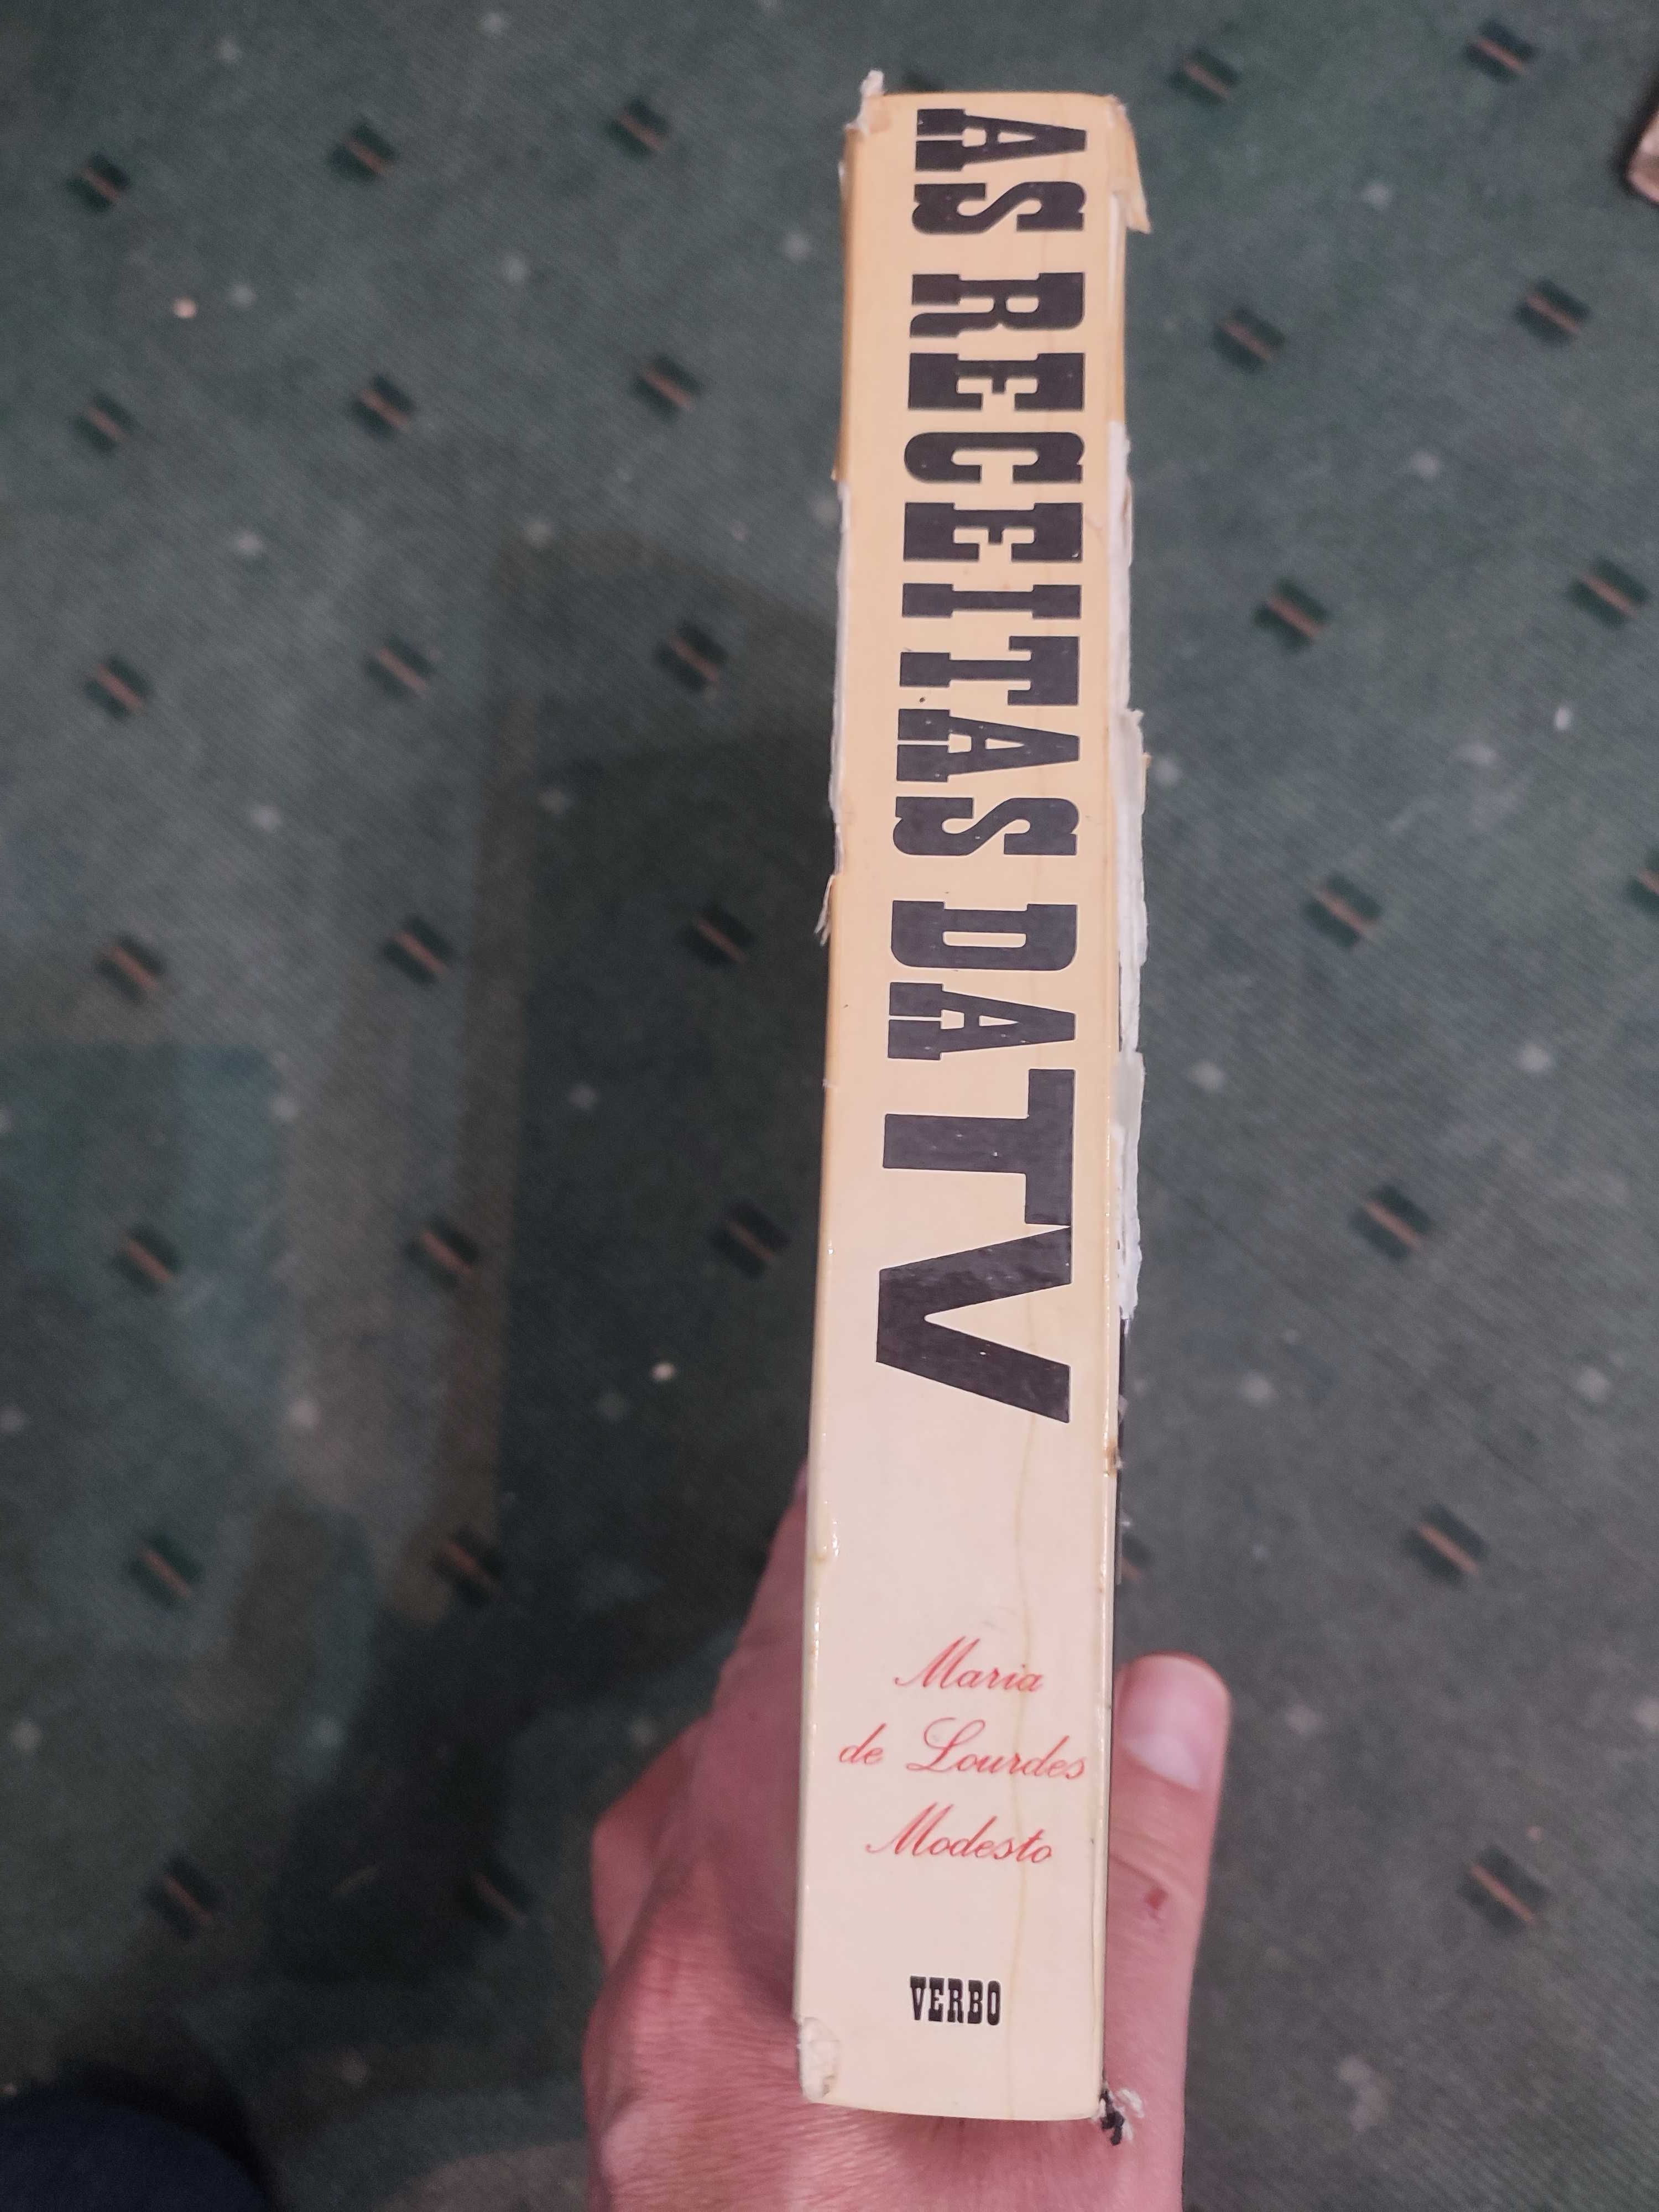 AS RECEITAS DA TV
Maria
de Lourdes
Modesto
VERBO